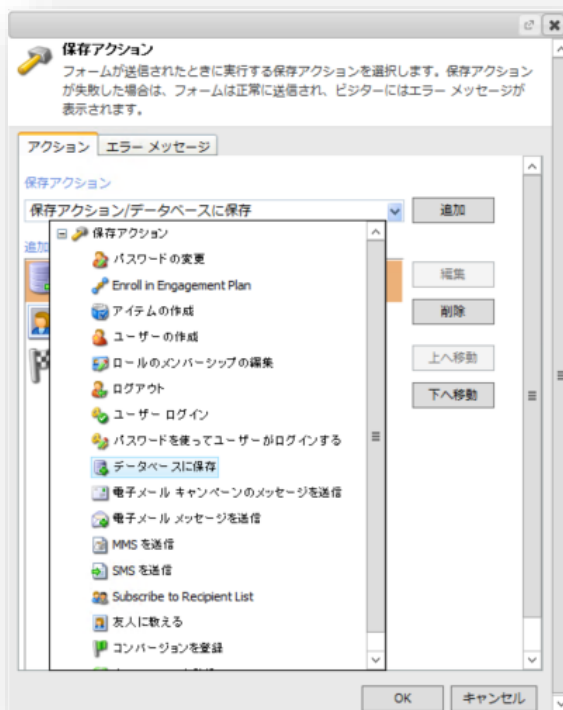 保存アクション
フォームが送信されたときに実行する保存アクションを選択します。保存アクション
が失敗した場合は、フォームは正常に送信され、ビジターにはエラー メッセージが
表示されます。
アクション エラー メッセージ
保存アクション
保存アクション/データベースに保存 追加
追加
保存アクション
パスワードの変更
Enroll in Engagement Plan 編集
アイテムの作成 削除
ユーザーの作成
ロールのメンバーシップの編集 上へ移動
ログアウト 下へ移動
ユーザー ログイン
パスワードを使ってユーザーがログインする
データベースに保存
電子メール キャンペーンのメッセージを送信
電子メール メッセージを送信
MMS を送信
SMS を送信
Subscribe to Recipient List
友人に教える
コンバージョンを登録
OK キャンセル